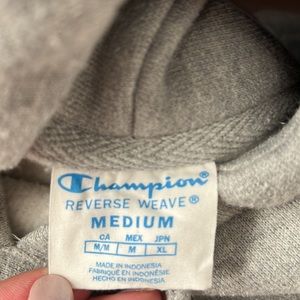 Champion®
REVERSE WEAVE®
MEDIUM
CA MEX JPN
M/M M XL
MADE IN INDONESIA
FABRIQUÉ EN INDONÉSIE
HECHO EN INDONESIA